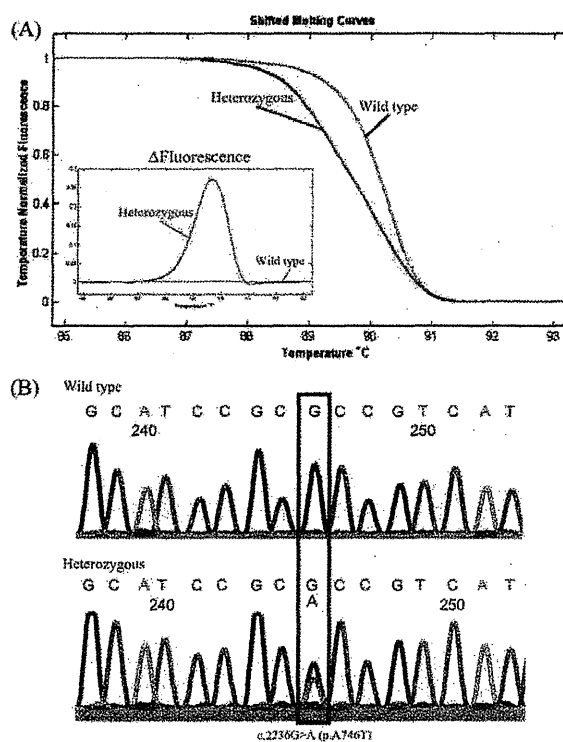 (A)
Shifted Melting Curves
Temperature Normalized Fluorescence
1
0.8
0.6
0.4
0.2
0
Heterozygous
Wild type
ΔFluorescence
Heterozygous
Wild type
85 86 87 88 89 90 91 92 93
Temperature °C
(B)
Wild type
G C A T C C G C G C C G T C A T
240 250
Heterozygous
G C A T C C G C G C C G T C A T
A
240 250
c.2236G>A (p.A746T)